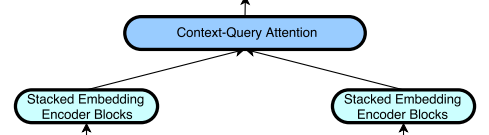 Context-Query Attention
Stacked Embedding
Encoder Blocks
Stacked Embedding
Encoder Blocks